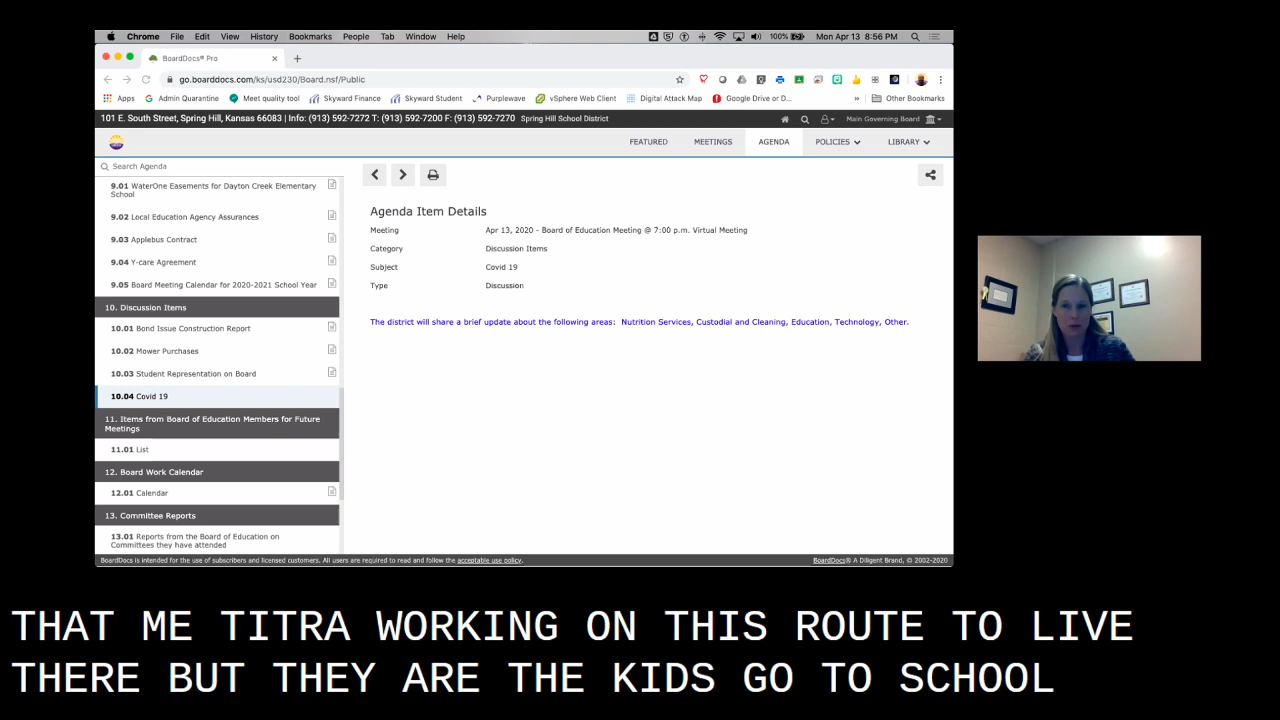 Chrome File Edit View History Bookmarks People Tab Window Help 100% Mon Apr 13 8:56 PM
BoardDocs® Pro
go.boarddocs.com/ks/usd230/Board.nsf/Public
Apps Admin Quarantine Meet quality tool Skyward Finance Skyward Student Purplewave vSphere Web Client Digital Attack Map Google Drive or D... » Other Bookmarks
101 E. South Street, Spring Hill, Kansas 66083 | Info: (913) 592-7272 T: (913) 592-7200 F: (913) 592-7270 Spring Hill School District Main Governing Board
FEATURED MEETINGS AGENDA POLICIES LIBRARY
Search Agenda
9.01 WaterOne Easements for Dayton Creek Elementary
School
9.02 Local Education Agency Assurances
9.03 Applebus Contract
9.04 Y-care Agreement
9.05 Board Meeting Calendar for 2020-2021 School Year
10. Discussion Items
10.01 Bond Issue Construction Report
10.02 Mower Purchases
10.03 Student Representation on Board
10.04 Covid 19
11. Items from Board of Education Members for Future
Meetings
11.01 List
12. Board Work Calendar
12.01 Calendar
13. Committee Reports
13.01 Reports from the Board of Education on
Committees they have attended
Agenda Item Details
Meeting Apr 13, 2020 - Board of Education Meeting @ 7:00 p.m. Virtual Meeting
Category Discussion Items
Subject Covid 19
Type Discussion
The district will share a brief update about the following areas: Nutrition Services, Custodial and Cleaning, Education, Technology, Other.
BoardDocs is intended for the use of subscribers and licensed customers. All users are required to read and follow the acceptable use policy. BoardDocs® A Diligent Brand, © 2002-2020
THAT ME TITRA WORKING ON THIS ROUTE TO LIVE
THERE BUT THEY ARE THE KIDS GO TO SCHOOL